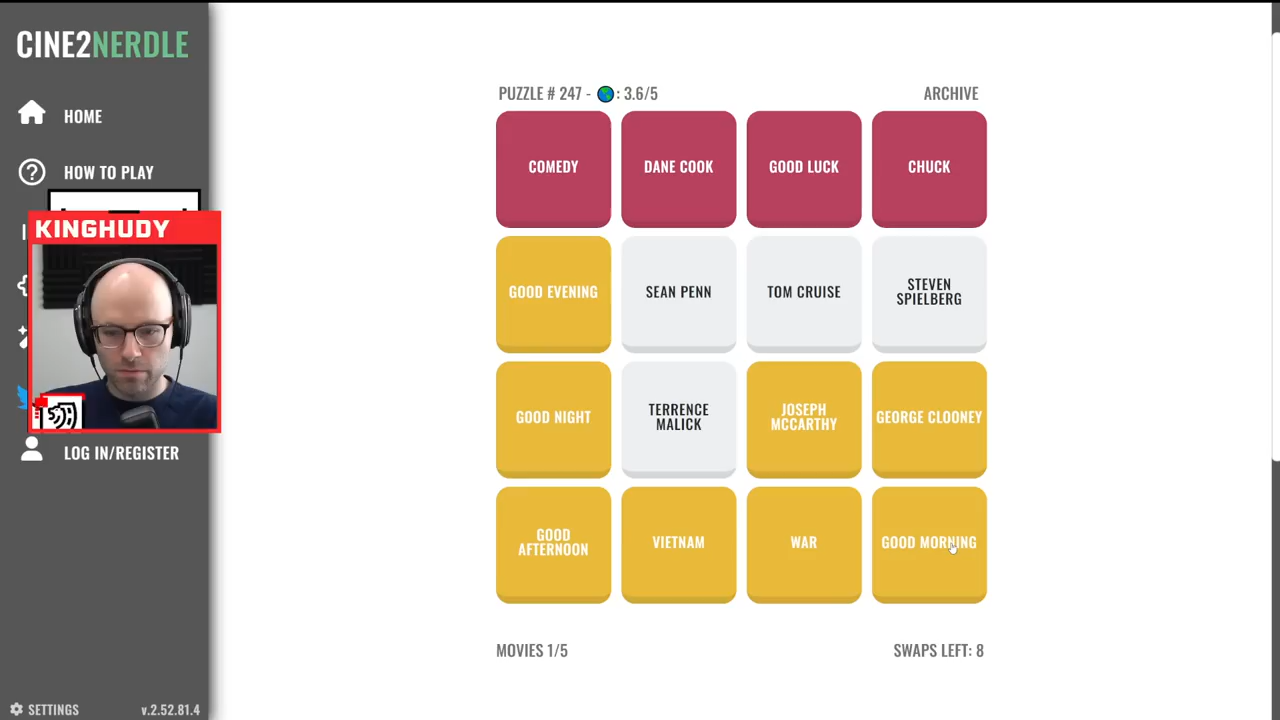 CINE2NERDLE
HOME
HOW TO PLAY
KINGHUDY
LOG IN/REGISTER
SETTINGS
v.2.52.81.4
PUZZLE # 247 - 🌎: 3.6/5
ARCHIVE
COMEDY
DANE COOK
GOOD LUCK
CHUCK
GOOD EVENING
SEAN PENN
TOM CRUISE
STEVEN
SPIELBERG
GOOD NIGHT
TERRENCE
MALICK
JOSEPH
MCCARTHY
GEORGE CLOONEY
GOOD
AFTERNOON
VIETNAM
WAR
GOOD MORNING
MOVIES 1/5
SWAPS LEFT: 8